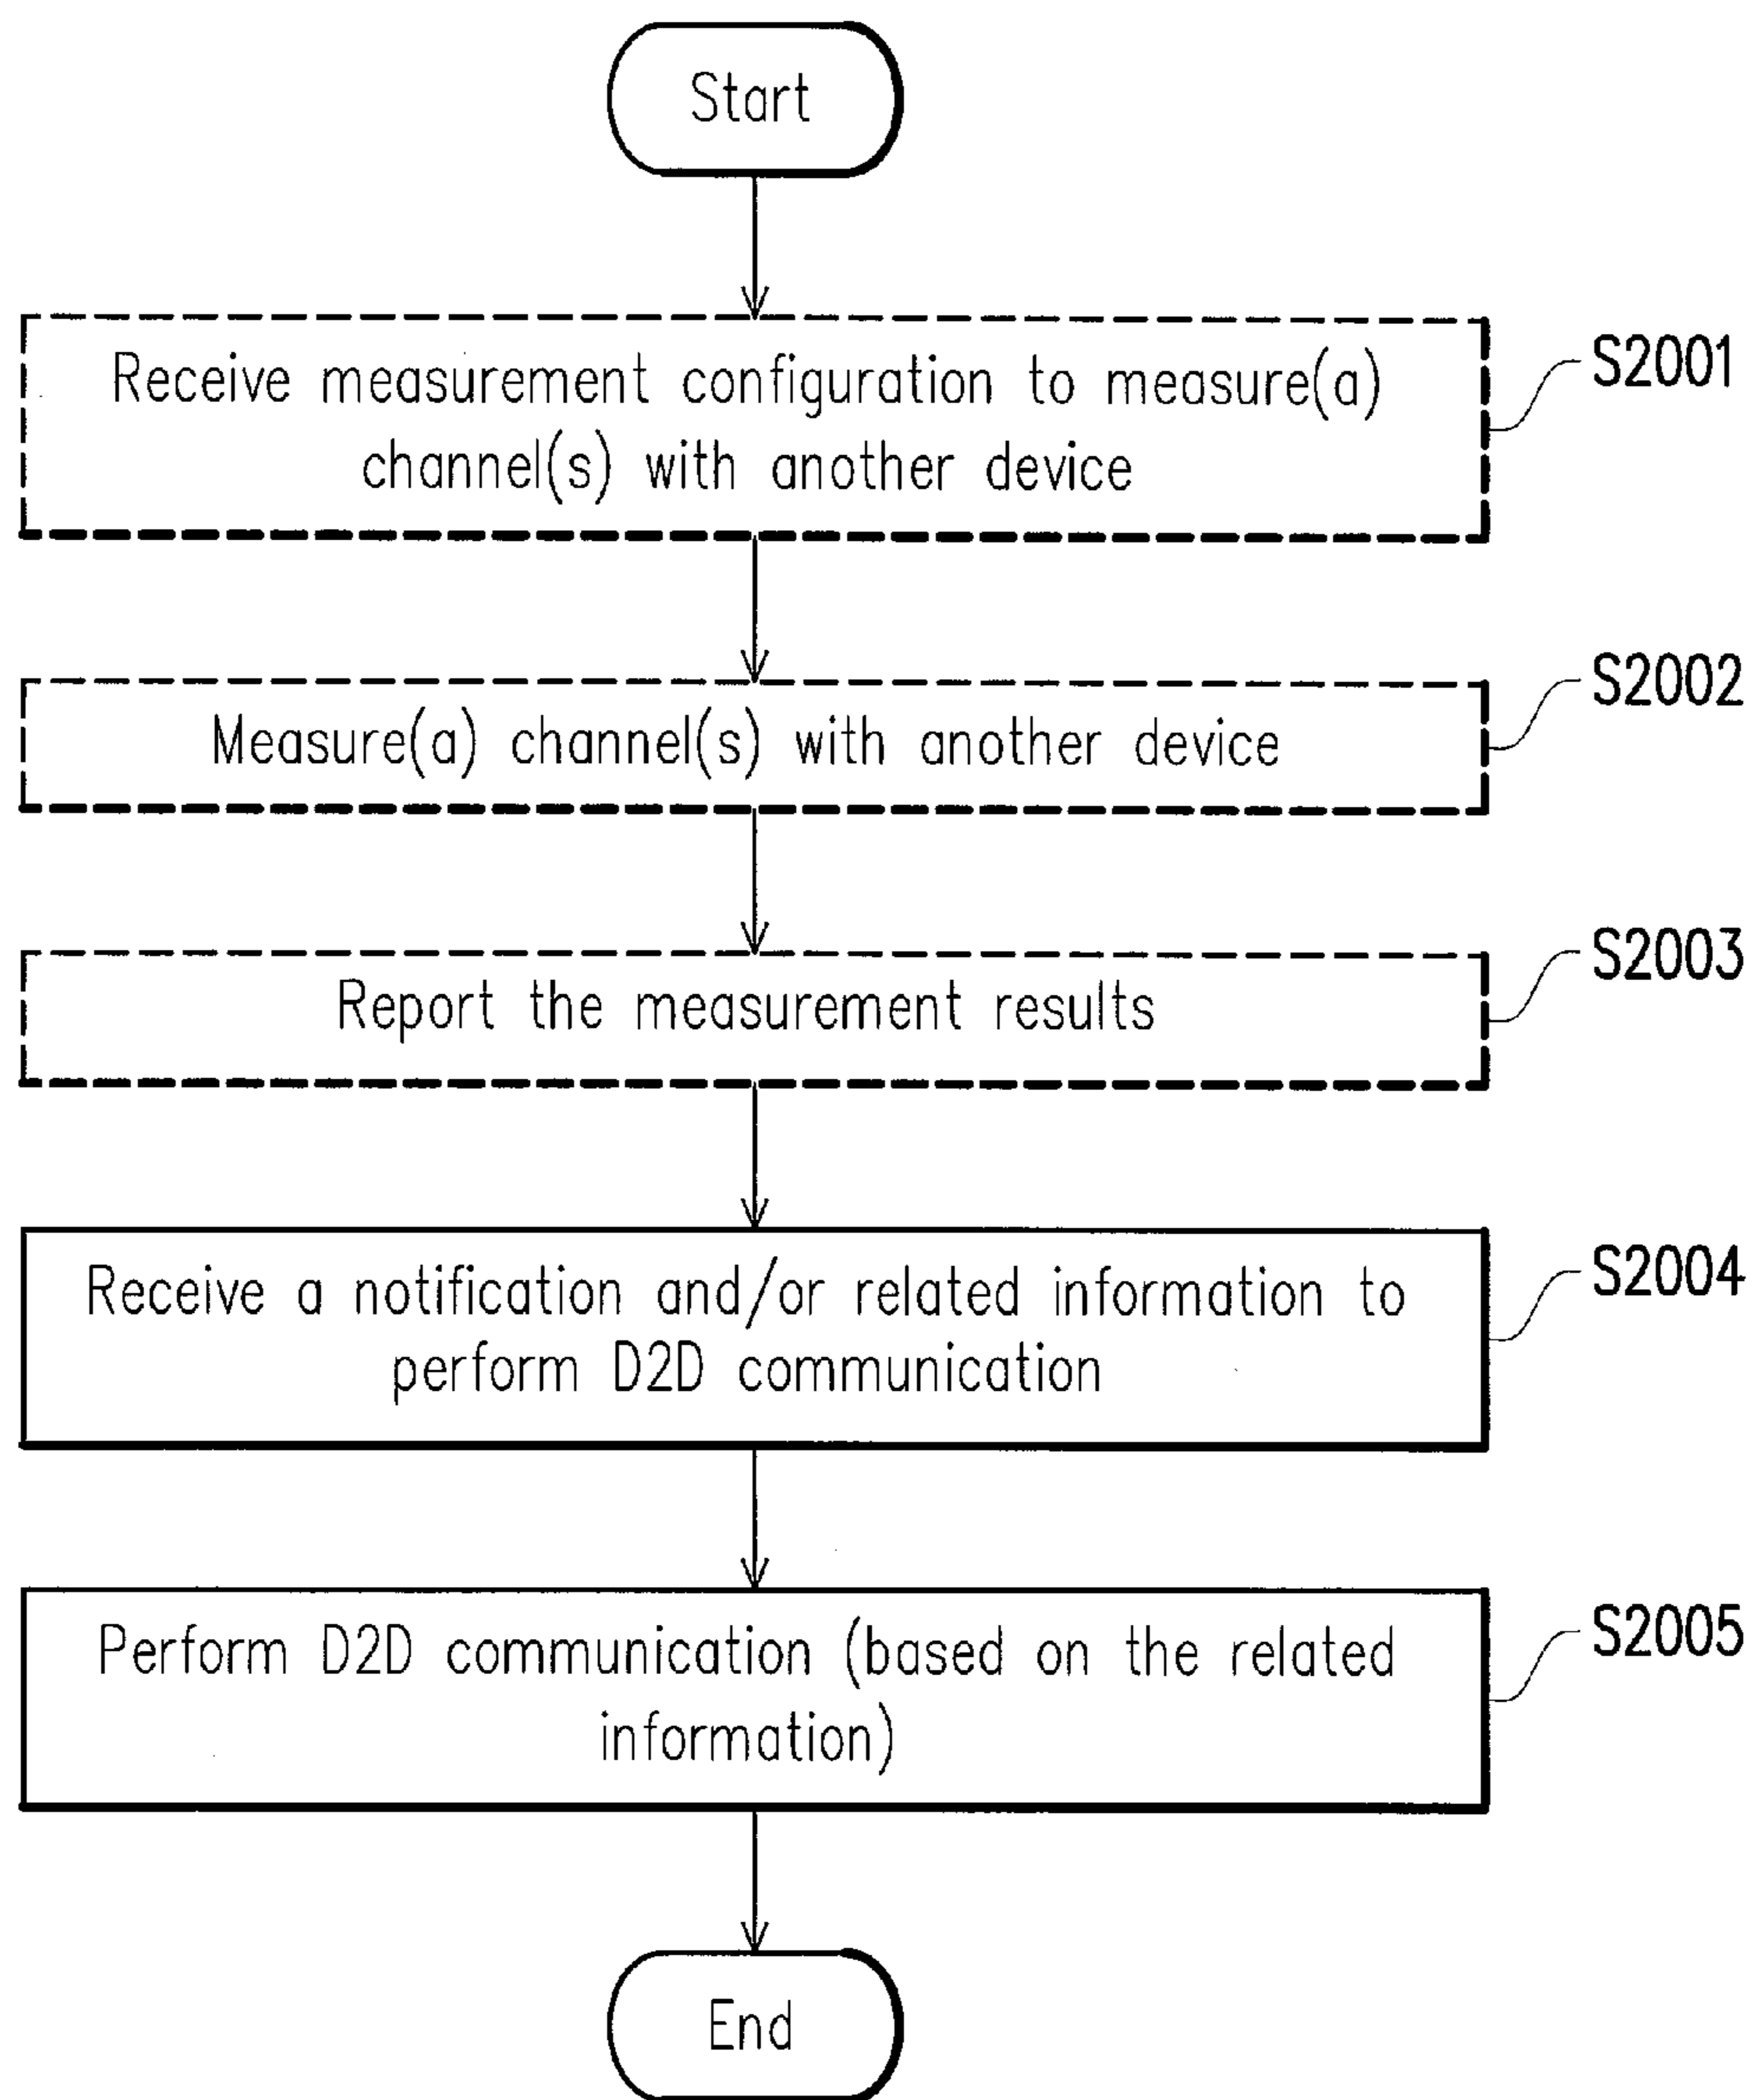 Start
Receive measurement configuration to measure(a)
channel(s) with another device
S2001
Measure(a) channel(s) with another device
S2002
Report the measurement results
S2003
Receive a notification and/or related information to
perform D2D communication
S2004
Perform D2D communication (based on the related
information)
S2005
End